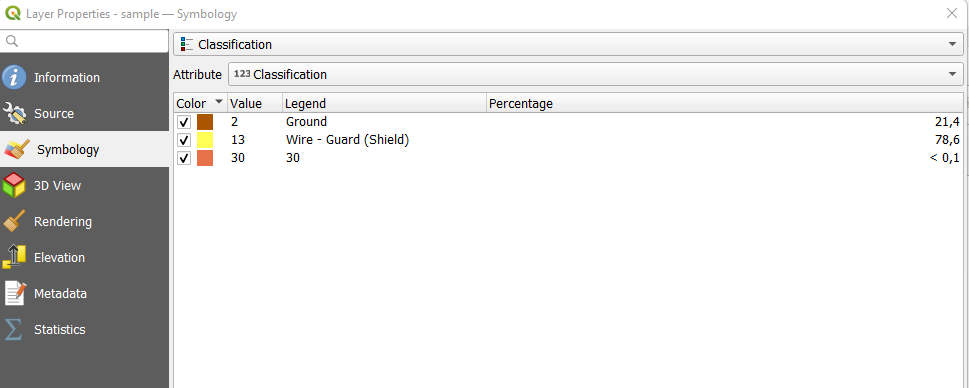 Layer Properties - sample — Symbology
Classification
Information
Attribute 123 Classification
Color Value Legend Percentage
Source
2 Ground 21,4
13 Wire - Guard (Shield) 78,6
Symbology
30 30 < 0,1
3D View
Rendering
Elevation
Metadata
Statistics